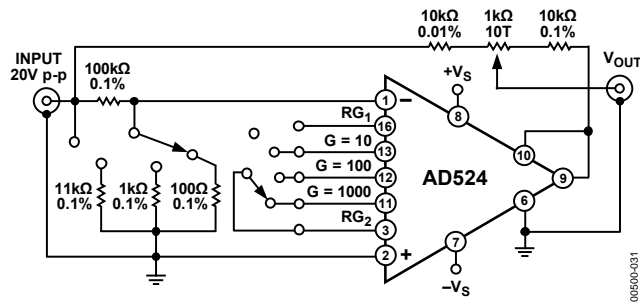 10kΩ
0.01%
1kΩ
10T
10kΩ
0.1%
INPUT
20V p-p
100kΩ
0.1%
VOUT
+VS
1
–
8
RG1
16
G = 10
13
10
G = 100
12
AD524
9
11kΩ
0.1%
1kΩ
0.1%
100Ω
0.1%
G = 1000
11
6
RG2
3
7
2
+
–VS
00500-031